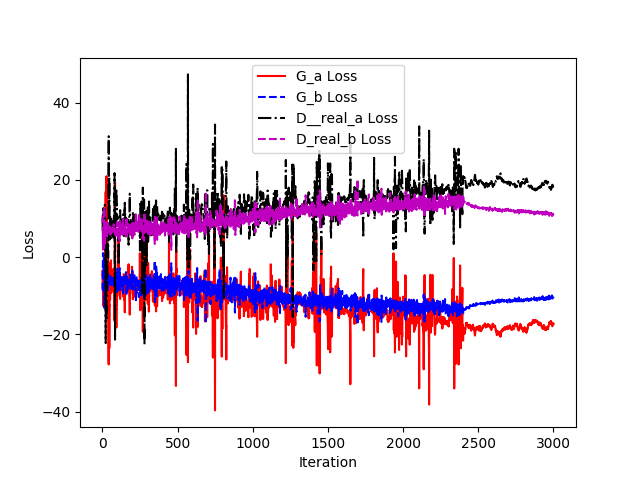 G_a Loss
G_b Loss
D__real_a Loss
D_real_b Loss
40
20
0
−20
−40
Loss
0
500
1000
1500
2000
2500
3000
Iteration